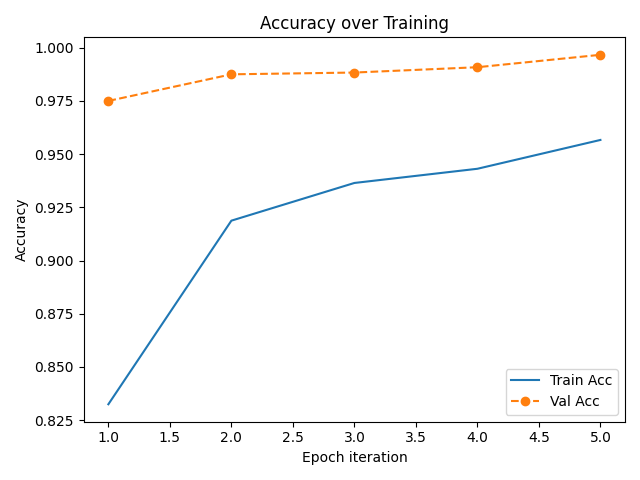 Accuracy over Training
1.000
0.975
0.950
0.925
0.900
0.875
0.850
0.825
Accuracy
Train Acc
Val Acc
1.0 1.5 2.0 2.5 3.0 3.5 4.0 4.5 5.0
Epoch iteration